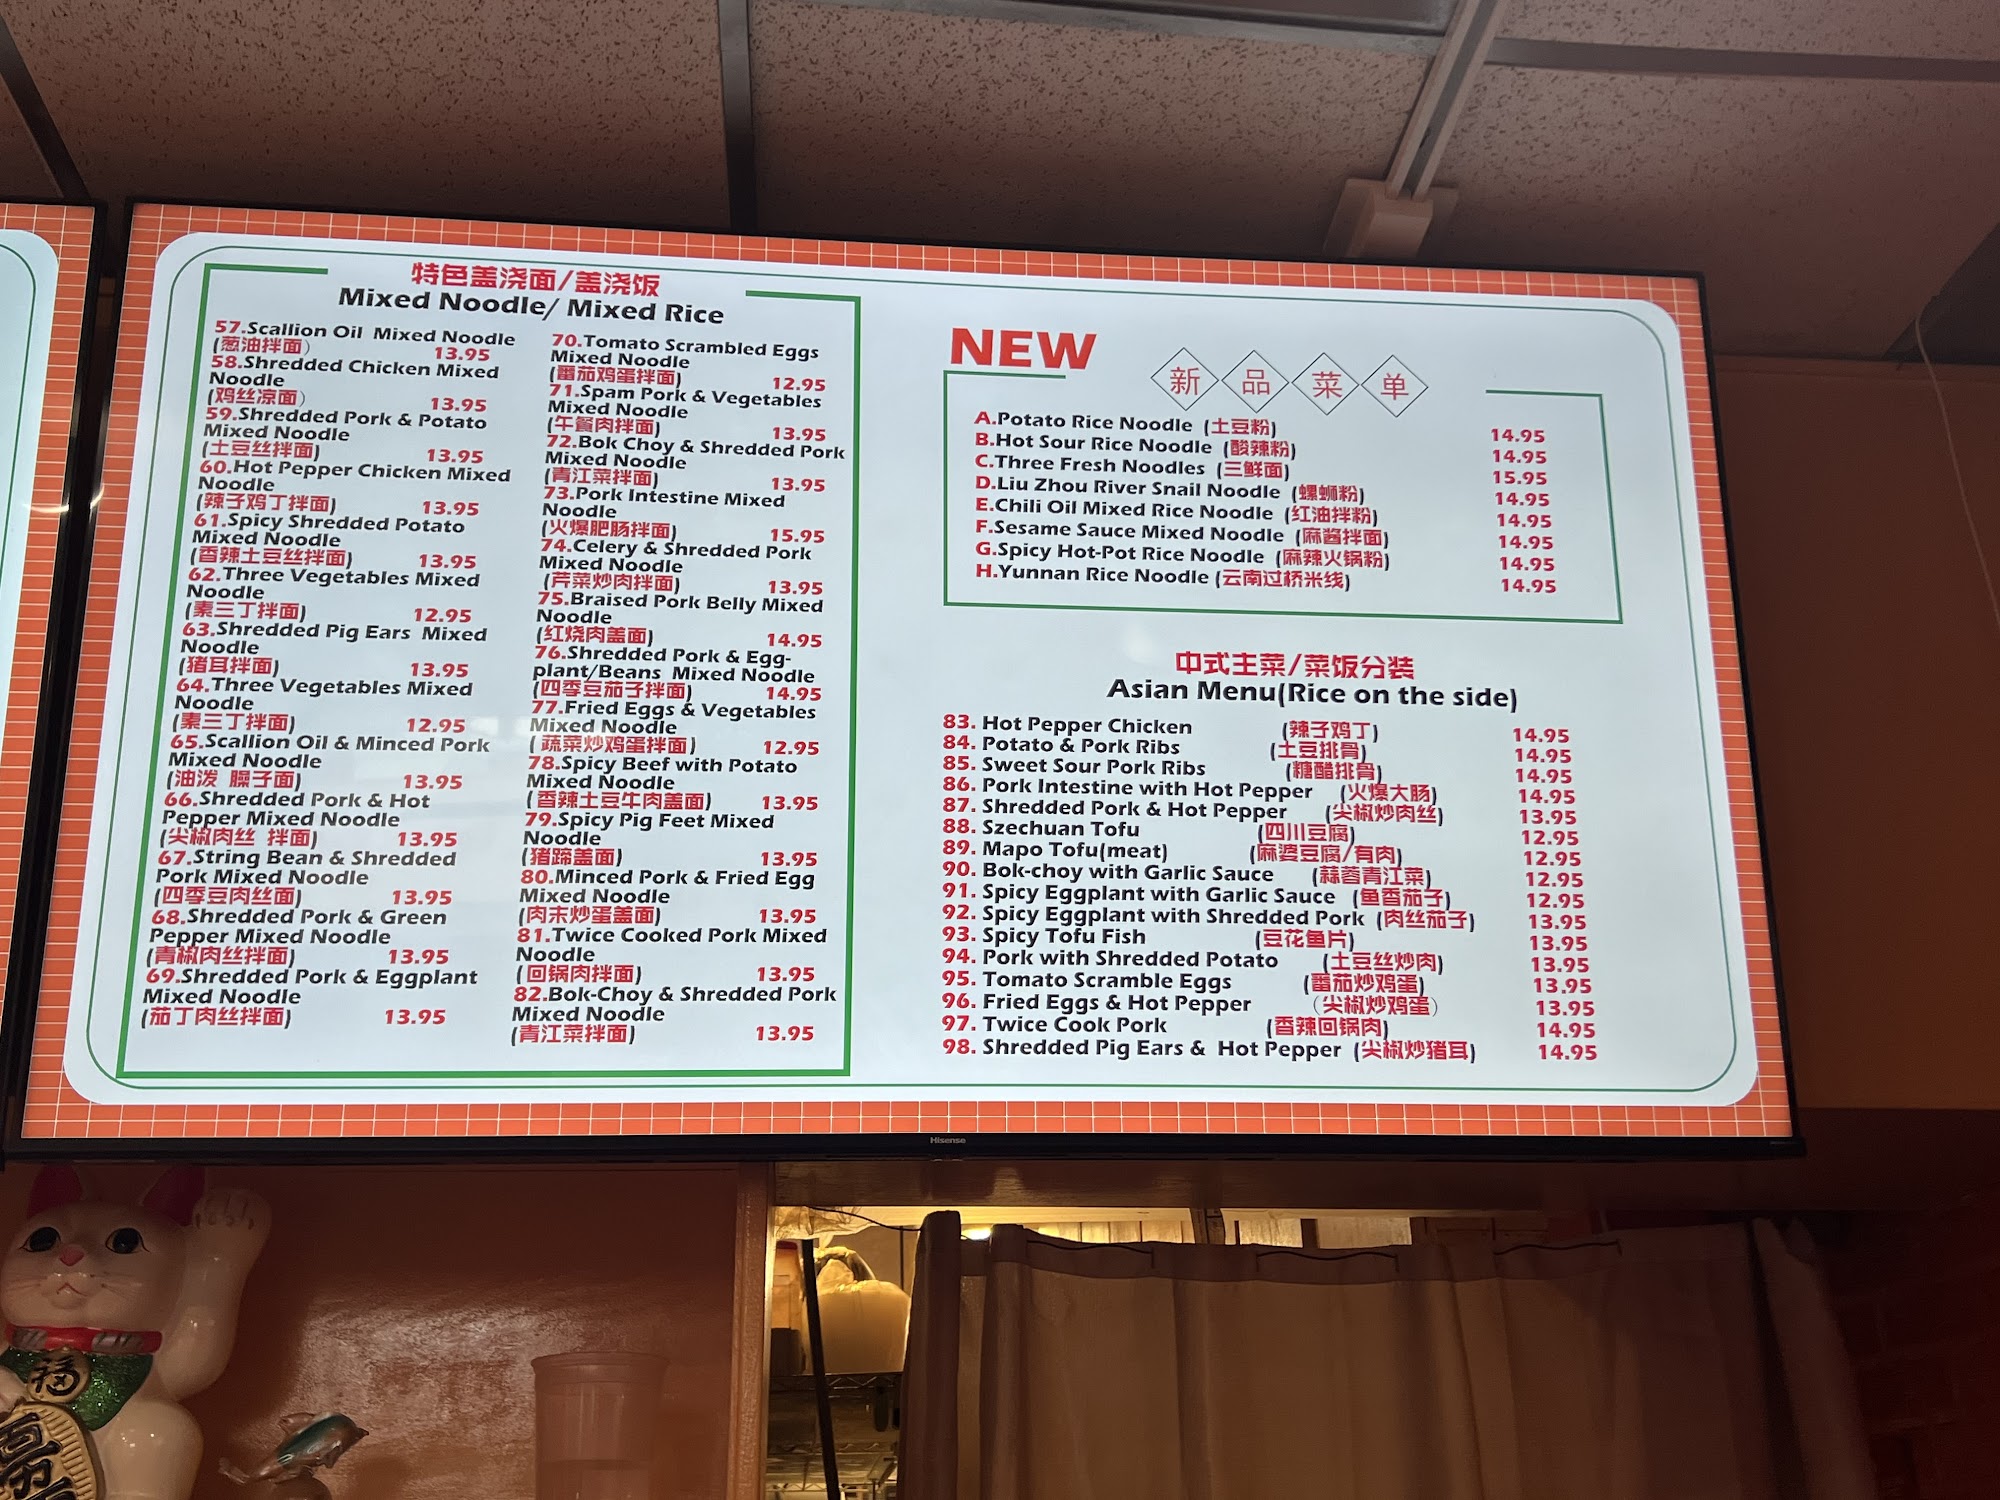 特色盖浇面/盖浇饭
Mixed Noodle/ Mixed Rice
57.Scallion Oil Mixed Noodle
(葱油拌面) 13.95
58.Shredded Chicken Mixed
Noodle
(鸡丝凉面) 13.95
59.Shredded Pork & Potato
Mixed Noodle
(土豆丝拌面) 13.95
60.Hot Pepper Chicken Mixed
Noodle
(辣子鸡丁拌面) 13.95
61.Spicy Shredded Potato
Mixed Noodle
(香辣土豆丝拌面) 13.95
62.Three Vegetables Mixed
Noodle
(素三丁拌面) 12.95
63.Shredded Pig Ears Mixed
Noodle
(猪耳拌面) 13.95
64.Three Vegetables Mixed
Noodle
(素三丁拌面) 12.95
65.Scallion Oil & Minced Pork
Mixed Noodle
(油泼 臊子面) 13.95
66.Shredded Pork & Hot
Pepper Mixed Noodle
(尖椒肉丝 拌面) 13.95
67.String Bean & Shredded
Pork Mixed Noodle
(四季豆肉丝面) 13.95
68.Shredded Pork & Green
Pepper Mixed Noodle
(青椒肉丝拌面) 13.95
69.Shredded Pork & Eggplant
Mixed Noodle
(茄丁肉丝拌面) 13.95
70.Tomato Scrambled Eggs
Mixed Noodle
(番茄鸡蛋拌面) 12.95
71.Spam Pork & Vegetables
Mixed Noodle
(午餐肉拌面) 13.95
72.Bok Choy & Shredded Pork
Mixed Noodle
(青江菜拌面) 13.95
73.Pork Intestine Mixed
Noodle
(火爆肥肠拌面) 15.95
74.Celery & Shredded Pork
Mixed Noodle
(芹菜炒肉拌面) 13.95
75.Braised Pork Belly Mixed
Noodle
(红烧肉盖面) 14.95
76.Shredded Pork & Egg-
plant/Beans Mixed Noodle
(四季豆茄子拌面) 14.95
77.Fried Eggs & Vegetables
Mixed Noodle
(蔬菜炒鸡蛋拌面) 12.95
78.Spicy Beef with Potato
Mixed Noodle
(香辣土豆牛肉盖面) 13.95
79.Spicy Pig Feet Mixed
Noodle
(猪蹄盖面) 13.95
80.Minced Pork & Fried Egg
Mixed Noodle
(肉末炒蛋盖面) 13.95
81.Twice Cooked Pork Mixed
Noodle
(回锅肉拌面) 13.95
82.Bok-Choy & Shredded Pork
Mixed Noodle
(青江菜拌面) 13.95
NEW
新品菜单
A.Potato Rice Noodle (土豆粉) 14.95
B.Hot Sour Rice Noodle (酸辣粉) 14.95
C.Three Fresh Noodles (三鲜面) 15.95
D.Liu Zhou River Snail Noodle (螺蛳粉) 14.95
E.Chili Oil Mixed Rice Noodle (红油拌粉) 14.95
F.Sesame Sauce Mixed Noodle (麻酱拌面) 14.95
G.Spicy Hot-Pot Rice Noodle (麻辣火锅粉) 14.95
H.Yunnan Rice Noodle (云南过桥米线) 14.95
中式主菜/菜饭分装
Asian Menu(Rice on the side)
83. Hot Pepper Chicken (辣子鸡丁) 14.95
84. Potato & Pork Ribs (土豆排骨) 14.95
85. Sweet Sour Pork Ribs (糖醋排骨) 14.95
86. Pork Intestine with Hot Pepper (火爆大肠) 14.95
87. Shredded Pork & Hot Pepper (尖椒炒肉丝) 13.95
88. Szechuan Tofu (四川豆腐) 12.95
89. Mapo Tofu(meat) (麻婆豆腐/有肉) 12.95
90. Bok-choy with Garlic Sauce (蒜蓉青江菜) 12.95
91. Spicy Eggplant with Garlic Sauce (鱼香茄子) 12.95
92. Spicy Eggplant with Shredded Pork (肉丝茄子) 13.95
93. Spicy Tofu Fish (豆花鱼片) 13.95
94. Pork with Shredded Potato (土豆丝炒肉) 13.95
95. Tomato Scramble Eggs (番茄炒鸡蛋) 13.95
96. Fried Eggs & Hot Pepper (尖椒炒鸡蛋) 13.95
97. Twice Cook Pork (香辣回锅肉) 14.95
98. Shredded Pig Ears & Hot Pepper (尖椒炒猪耳) 14.95
Hisense
福